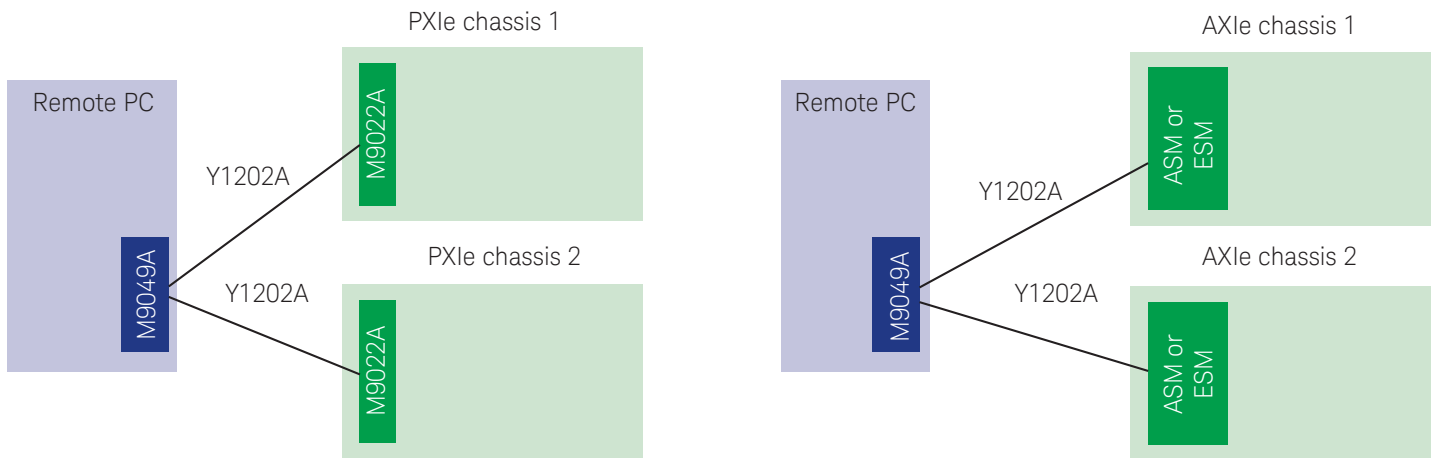 PXIe chassis 1
Remote PC
M9022A
Y1202A
M9049A
PXIe chassis 2
Y1202A
M9022A
AXIe chassis 1
Remote PC
ASM or
ESM
Y1202A
M9049A
AXIe chassis 2
Y1202A
ASM or
ESM